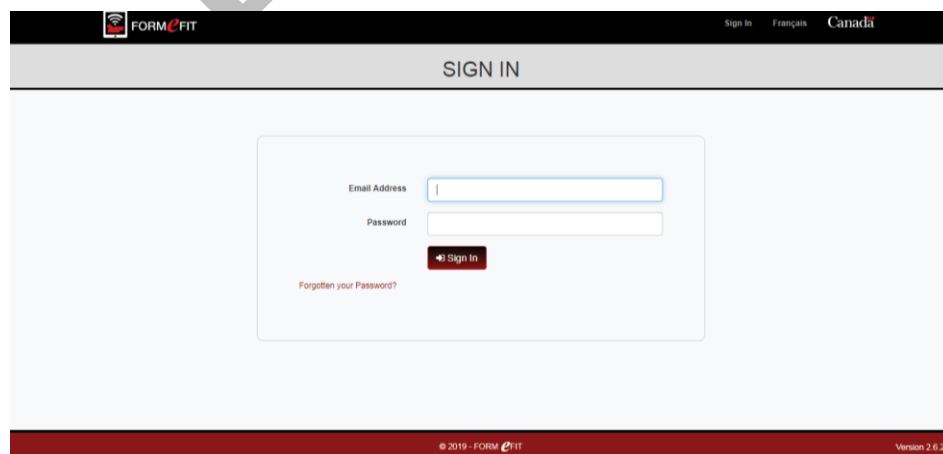 FORMeFIT Sign In Français Canada
SIGN IN
Email Address
Password
Sign In
Forgotten your Password?
© 2019 - FORM eFIT Version 2.6.2